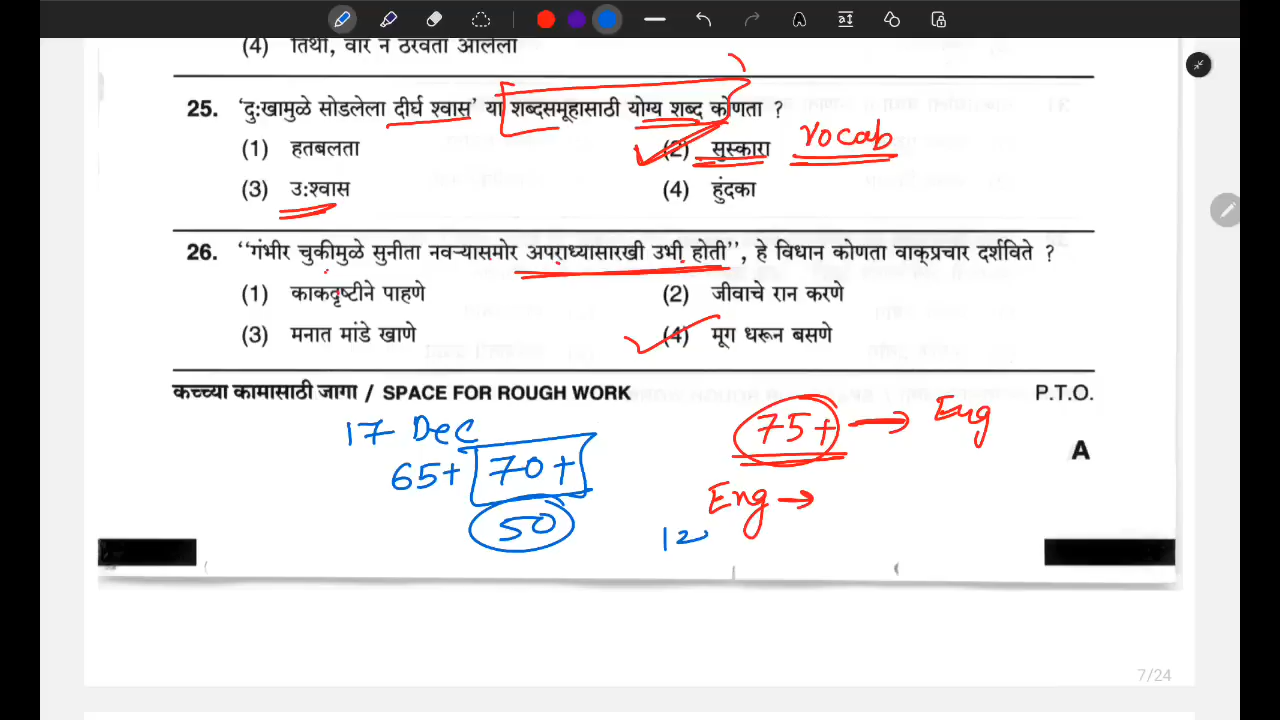 (4) तिथी, वार न ठरवता आलेला
25. ‘दुःखामुळे सोडलेला दीर्घ श्वास’ या शब्दसमूहासाठी योग्य शब्द कोणता ?
(1) हतबलता (2) सुस्कारा vocab
(3) उःश्वास (4) हुंदका
26. ‘‘गंभीर चुकीमुळे सुनीता नवऱ्यासमोर अपराध्यासारखी उभी होती’’, हे विधान कोणता वाक्प्रचार दर्शविते ?
(1) काकदृष्टीने पाहणे (2) जीवाचे रान करणे
(3) मनात मांडे खाणे (4) मूग धरून बसणे
कच्च्या कामासाठी जागा / SPACE FOR ROUGH WORK P.T.O.
17 Dec 75+ → Eng
A
65+ 70+ Eng →
50 12
7/24